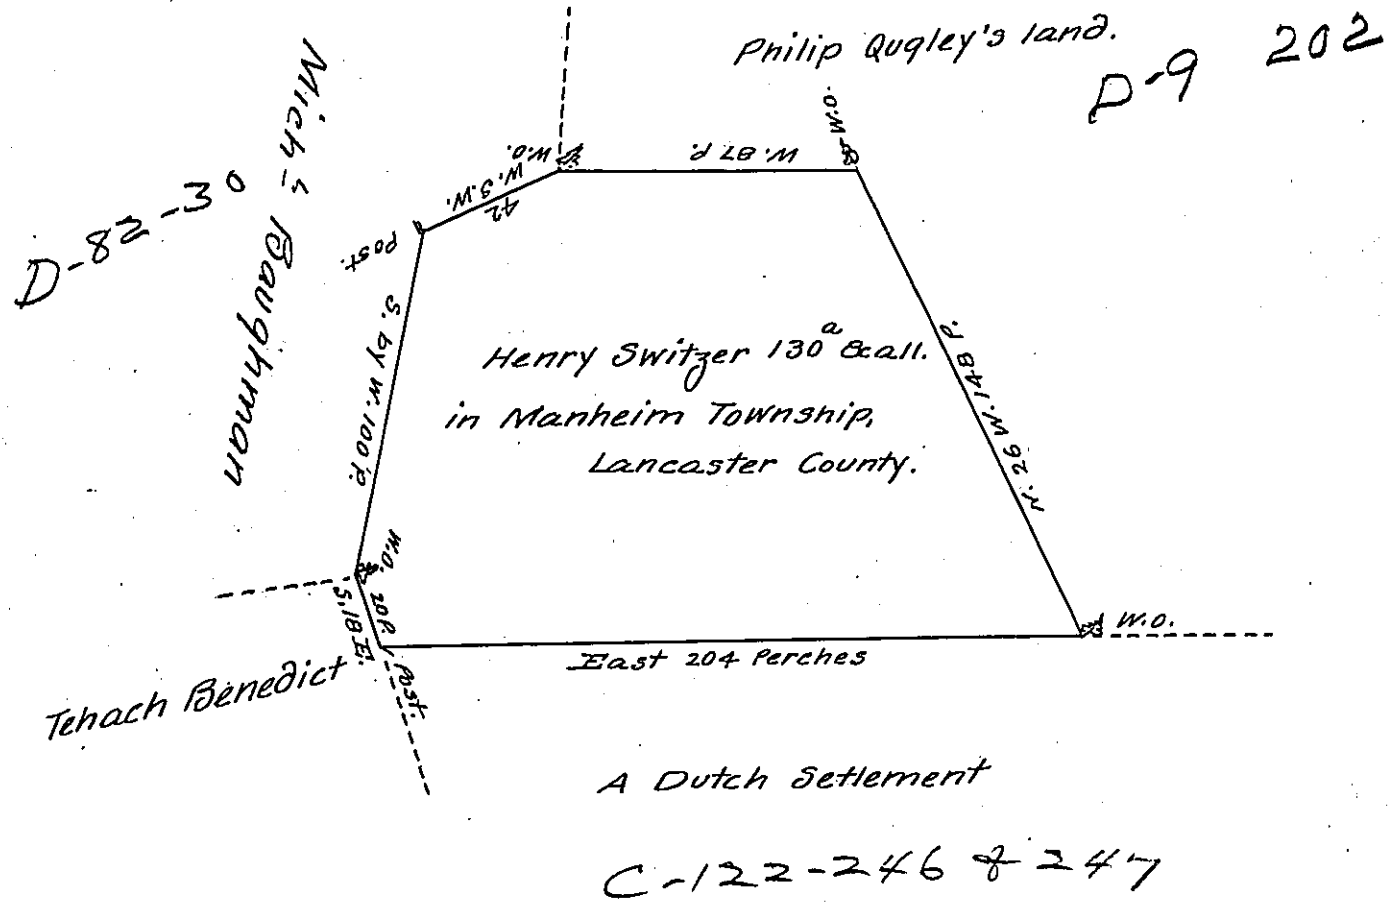 Philip Qugley's land.
D-9 202
D-82-30
Mich:ˡ Baughman
W.O.
W.O.
W. 87 P.
W.S.W.
42
Post.
S. by W. 100 P.
N. 26 W. 148 P.
Henry Switzer 130ᵃ & all.
in Manheim Township,
Lancaster County.
W.O.
20 P.
S. 18 E.
Post.
W.O.
East 204 Perches
Tehach Benedict
A Dutch Setlement
C-122-246 & 247